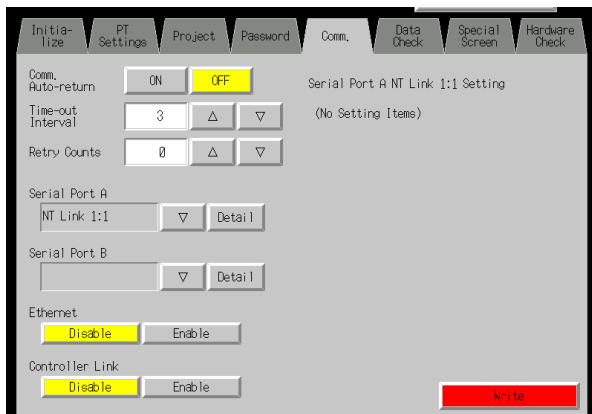 Initia-
lize
PT
Settings
Project
Password
Comm.
Data
Check
Special
Screen
Hardware
Check
Comm.
Auto-return
ON
OFF
Serial Port A NT Link 1:1 Setting
Time-out
Interval
3
△
▽
(No Setting Items)
Retry Counts
0
△
▽
Serial Port A
NT Link 1:1
▽
Detail
Serial Port B
▽
Detail
Ethernet
Disable
Enable
Controller Link
Disable
Enable
Write